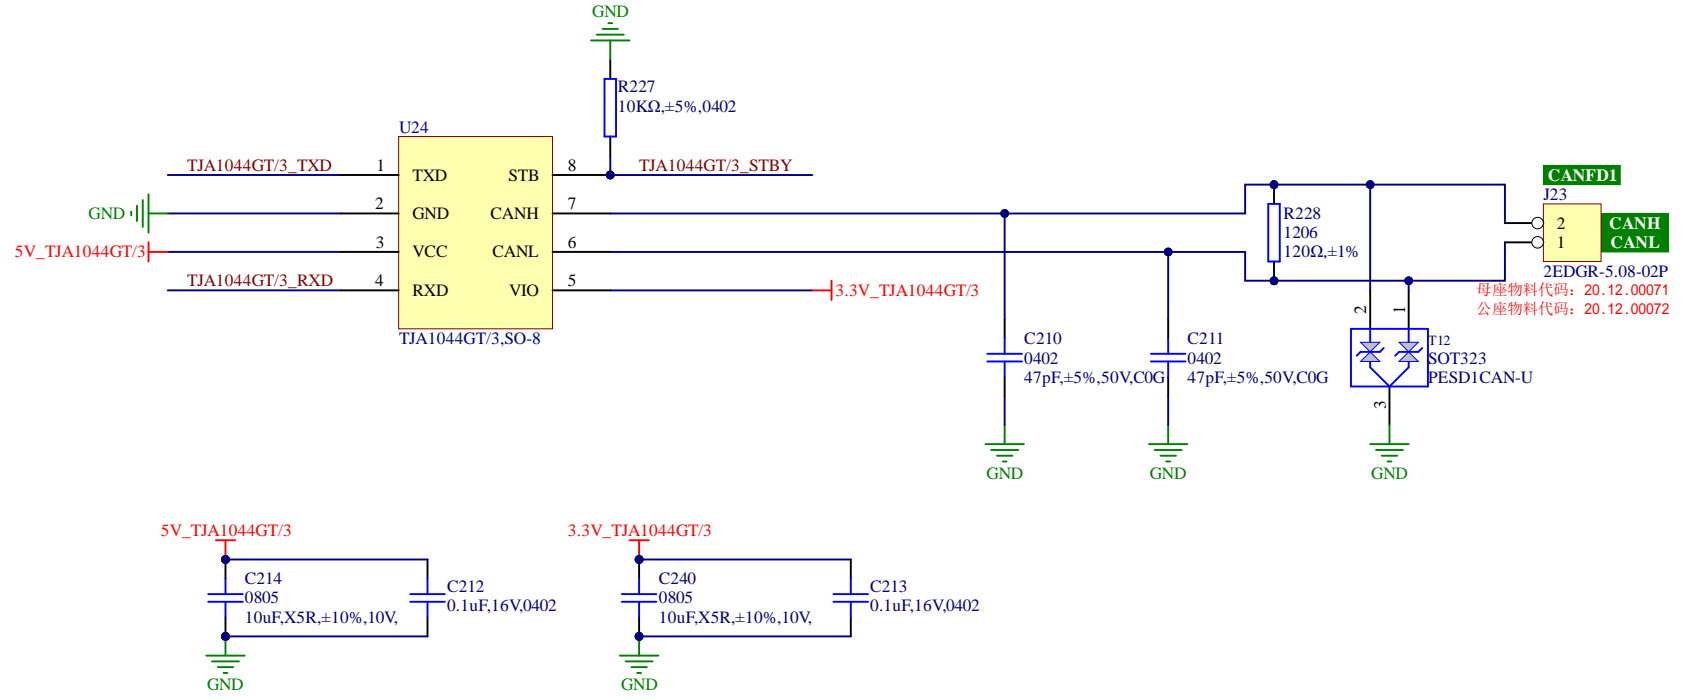 GND
R227
10KΩ,±5%,0402
U24
TJA1044GT/3_TXD
1
TXD
STB
8
TJA1044GT/3_STBY
GND
2
GND
CANH
7
5V_TJA1044GT/3
3
VCC
CANL
6
TJA1044GT/3_RXD
4
RXD
VIO
5
3.3V_TJA1044GT/3
TJA1044GT/3,SO-8
CANFD1
J23
2
CANH
1
CANL
2EDGR-5.08-02P
母座物料代码：20.12.00071
公座物料代码：20.12.00072
R228
1206
120Ω,±1%
C210
0402
47pF,±5%,50V,C0G
GND
C211
0402
47pF,±5%,50V,C0G
GND
2
1
T12
SOT323
PESD1CAN-U
3
GND
5V_TJA1044GT/3
C214
0805
10uF,X5R,±10%,10V,
C212
0.1uF,16V,0402
GND
3.3V_TJA1044GT/3
C240
0805
10uF,X5R,±10%,10V,
C213
0.1uF,16V,0402
GND